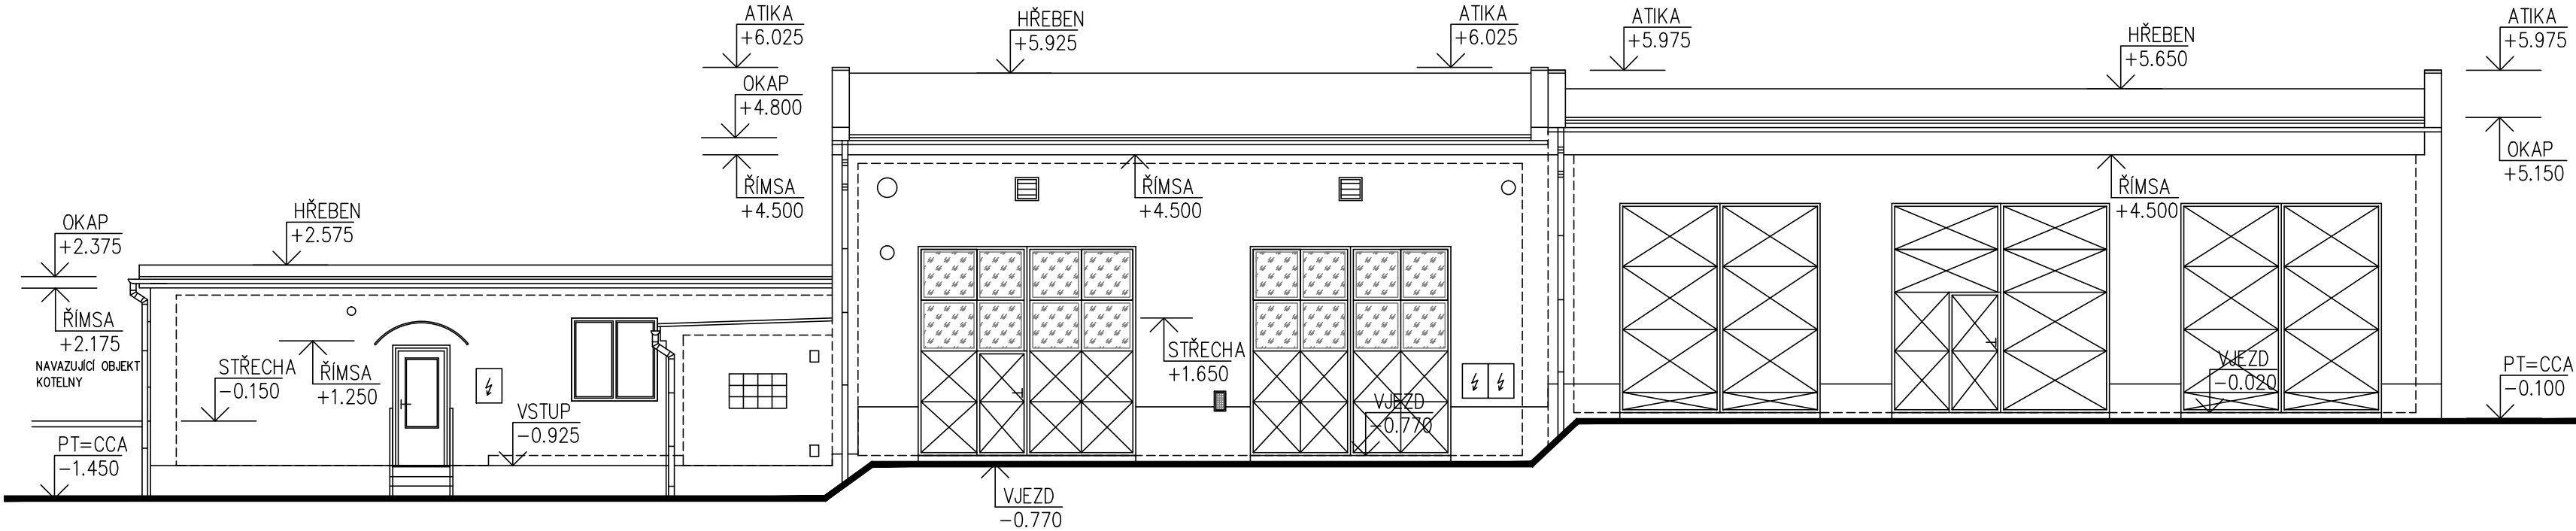 ATIKA
+6.025
HŘEBEN
+5.925
ATIKA
+6.025
ATIKA
+5.975
HŘEBEN
+5.650
ATIKA
+5.975
OKAP
+4.800
ŘÍMSA
+4.500
ŘÍMSA
+4.500
ŘÍMSA
+4.500
OKAP
+5.150
OKAP
+2.375
HŘEBEN
+2.575
ŘÍMSA
+2.175
NAVAZUJÍCÍ OBJEKT
KOTELNY
STŘECHA
-0.150
ŘÍMSA
+1.250
STŘECHA
+1.650
VJEZD
-0.020
PT=CCA
-0.100
VSTUP
-0.925
VJEZD
-0.770
PT=CCA
-1.450
VJEZD
-0.770